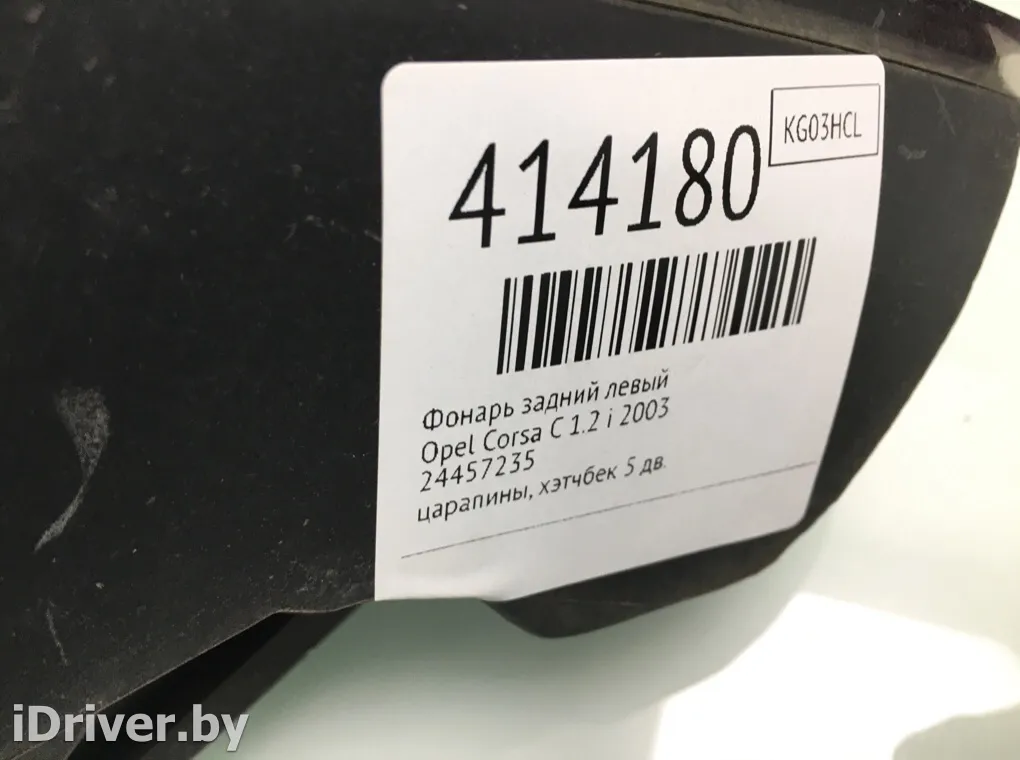 KG03HCL
414180
Фонарь задний левый
Opel Corsa C 1.2 i 2003
24457235
царапины, хэтчбек 5 дв.
iDriver.by